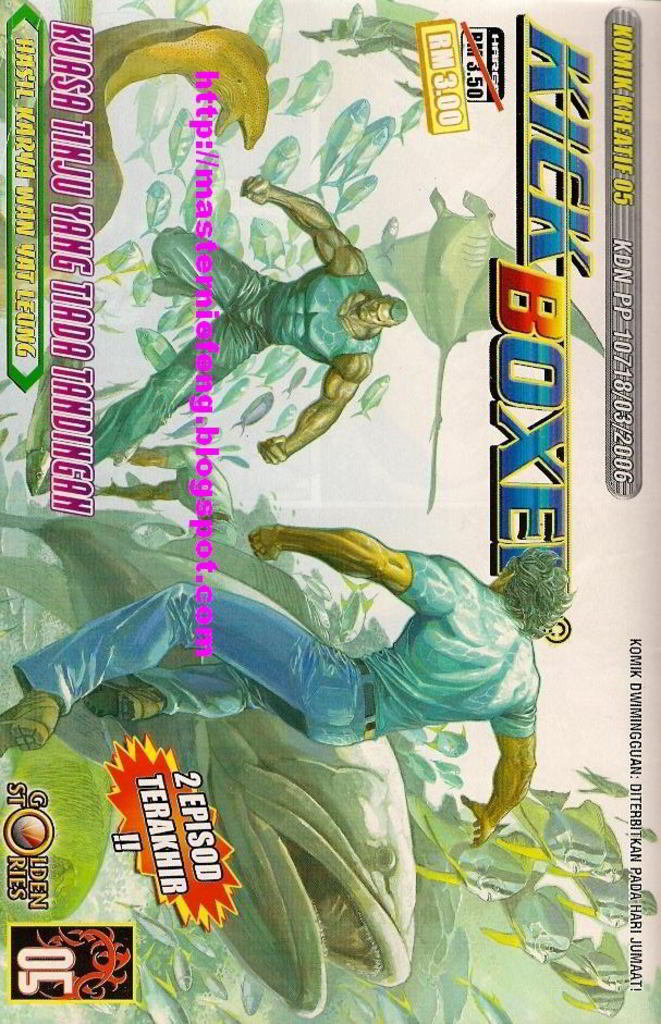 KOMIK KREATIF 05 KDN PP 10718/03/2006
KOMIK DWIMINGGUAN: DITERBITKAN PADA HARI JUMAAT!
KICK BOXER
©
HARGA
RM 3.50
RM 3.00
http://masterniefeng.blogspot.com
2 EPISOD
TERAKHIR
!!
KUASA TINJU YANG TIADA TANDINGAN
HASIL KARYA WAN YAT LEUNG
GOLDEN
STORIES
05